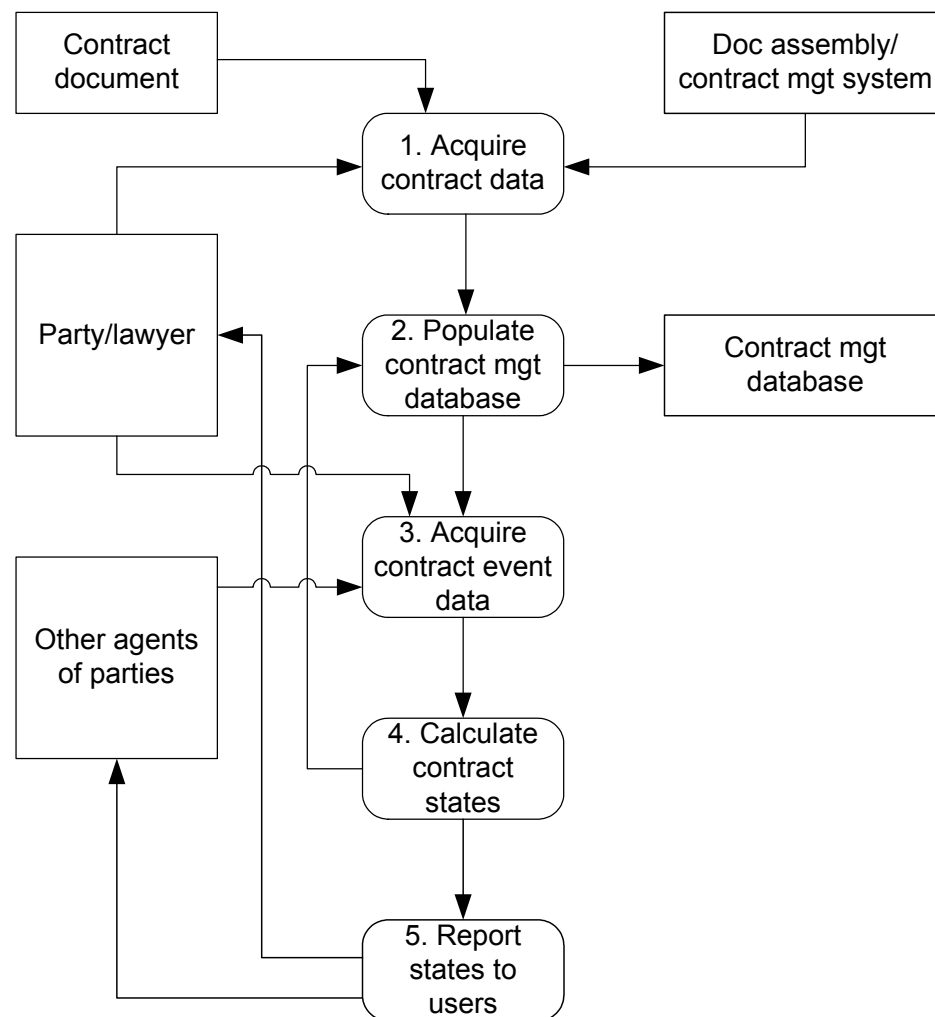 Contract
document
Doc assembly/
contract mgt system
1. Acquire
contract data
Party/lawyer
2. Populate
contract mgt
database
Contract mgt
database
3. Acquire
contract event
data
Other agents
of parties
4. Calculate
contract
states
5. Report
states to
users